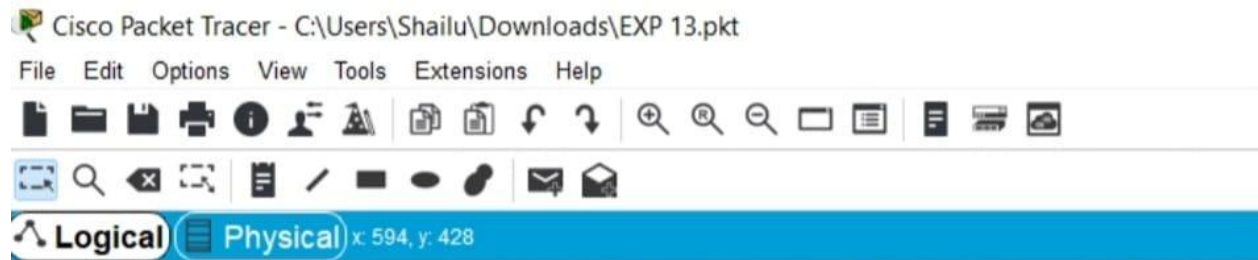 Cisco Packet Tracer - C:\Users\Shailu\Downloads\EXP 13.pkt
File Edit Options View Tools Extensions Help
Logical Physical x: 594, y: 428